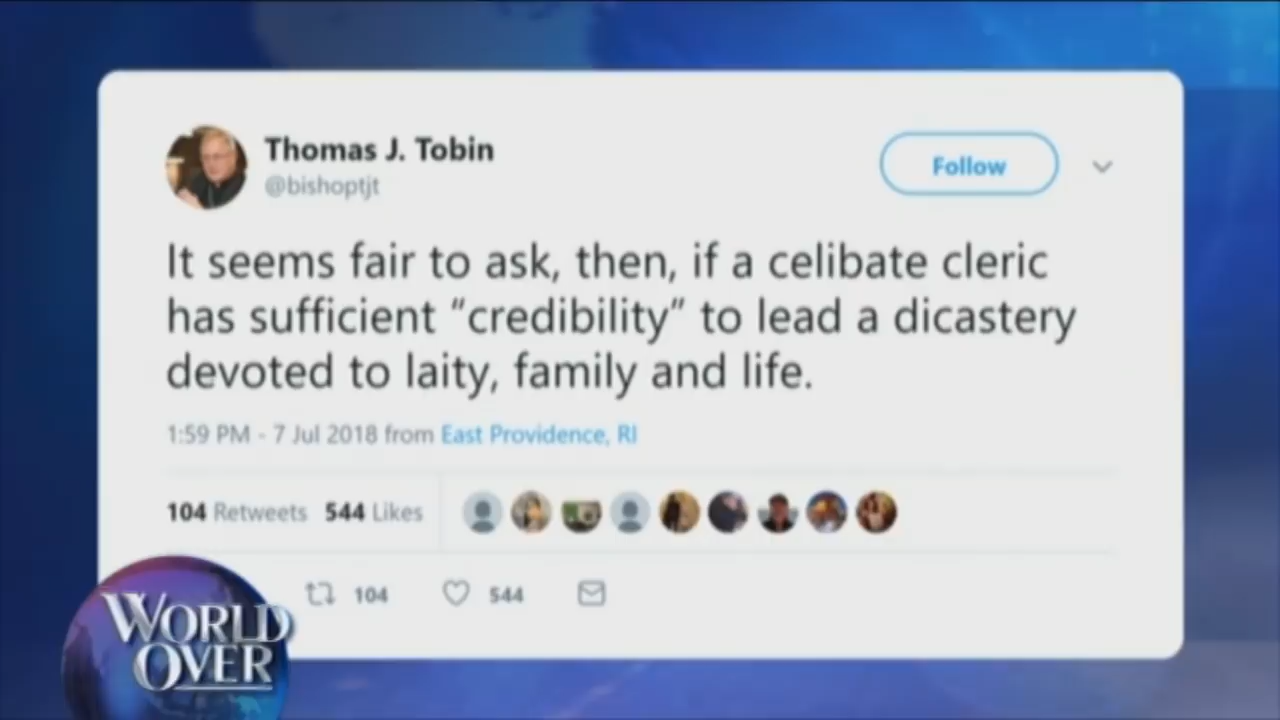 Thomas J. Tobin
@bishoptjt
Follow
It seems fair to ask, then, if a celibate cleric
has sufficient “credibility” to lead a dicastery
devoted to laity, family and life.
1:59 PM - 7 Jul 2018 from East Providence, RI
104 Retweets 544 Likes
104 544
WORLD
OVER